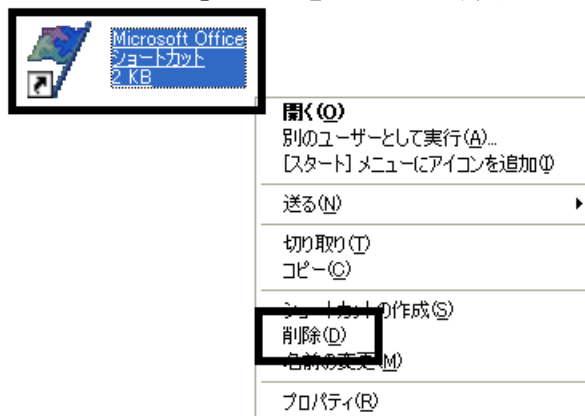 Microsoft Office
ショートカット
2 KB
開く(O)
別のユーザーとして実行(A)...
[スタート] メニューにアイコンを追加(I)
送る(N)
切り取り(T)
コピー(C)
ショートカットの作成(S)
削除(D)
名前の変更(M)
プロパティ(R)